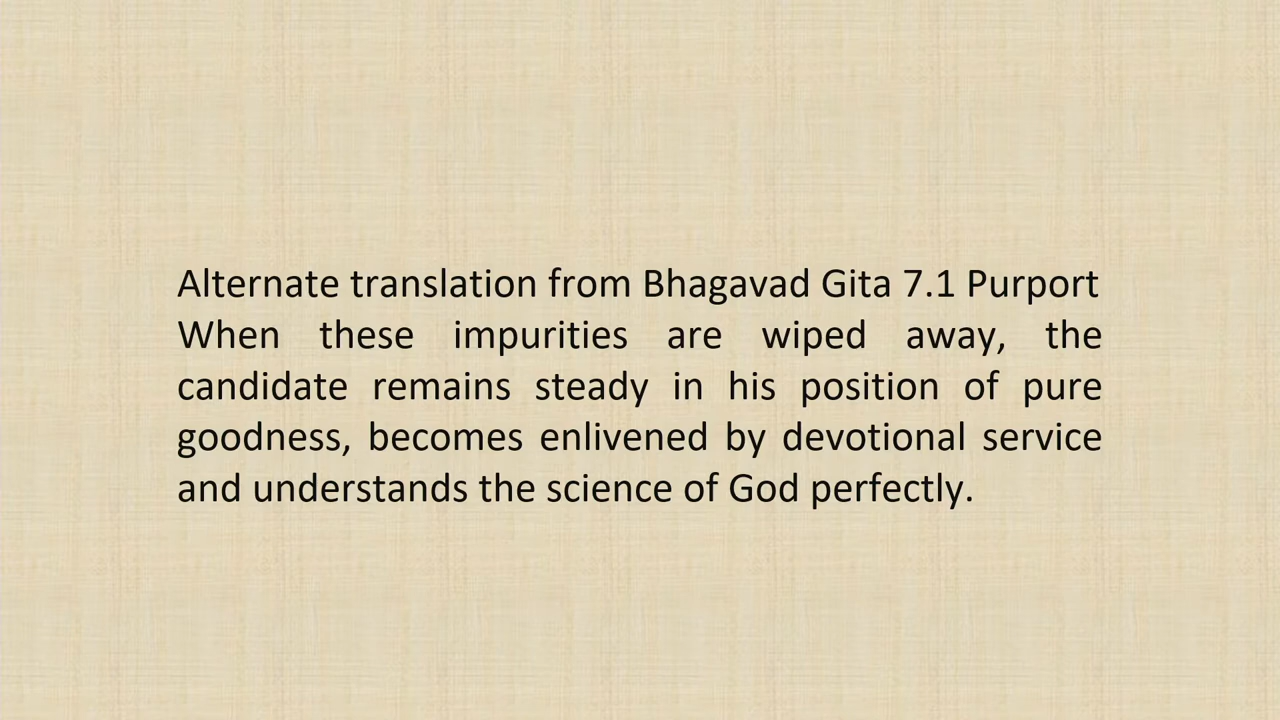 Alternate translation from Bhagavad Gita 7.1 Purport
When these impurities are wiped away, the
candidate remains steady in his position of pure
goodness, becomes enlivened by devotional service
and understands the science of God perfectly.